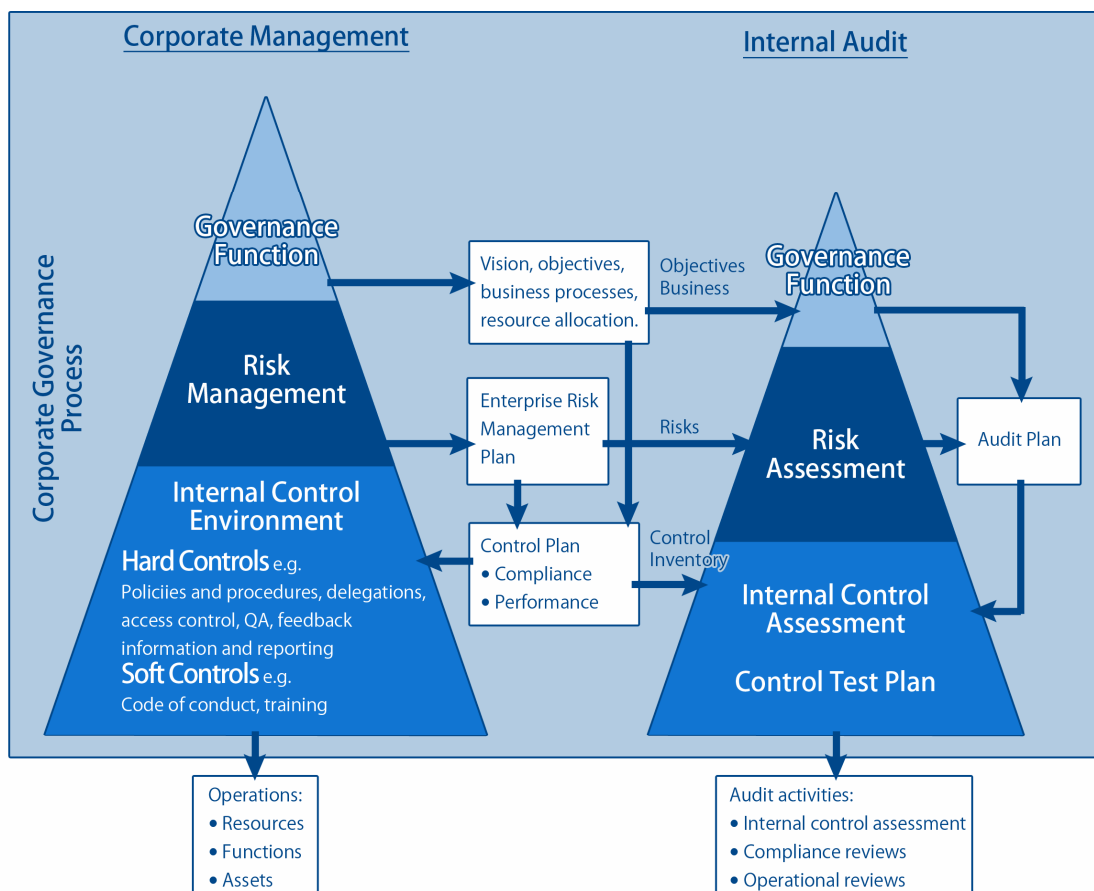 Corporate Management
Internal Audit
Corporate Governance
Process
Governance
Function
Risk
Management
Internal Control
Environment
Hard Controls e.g.
Policiies and procedures, delegations,
access control, QA, feedback
information and reporting
Soft Controls e.g.
Code of conduct, training
Vision, objectives,
business processes,
resource allocation.
Objectives
Business
Enterprise Risk
Management
Plan
Risks
Control Plan
• Compliance
• Performance
Control
Inventory
Governance
Function
Risk
Assessment
Internal Control
Assessment
Control Test Plan
Audit Plan
Operations:
• Resources
• Functions
• Assets
Audit activities:
• Internal control assessment
• Compliance reviews
• Operational reviews